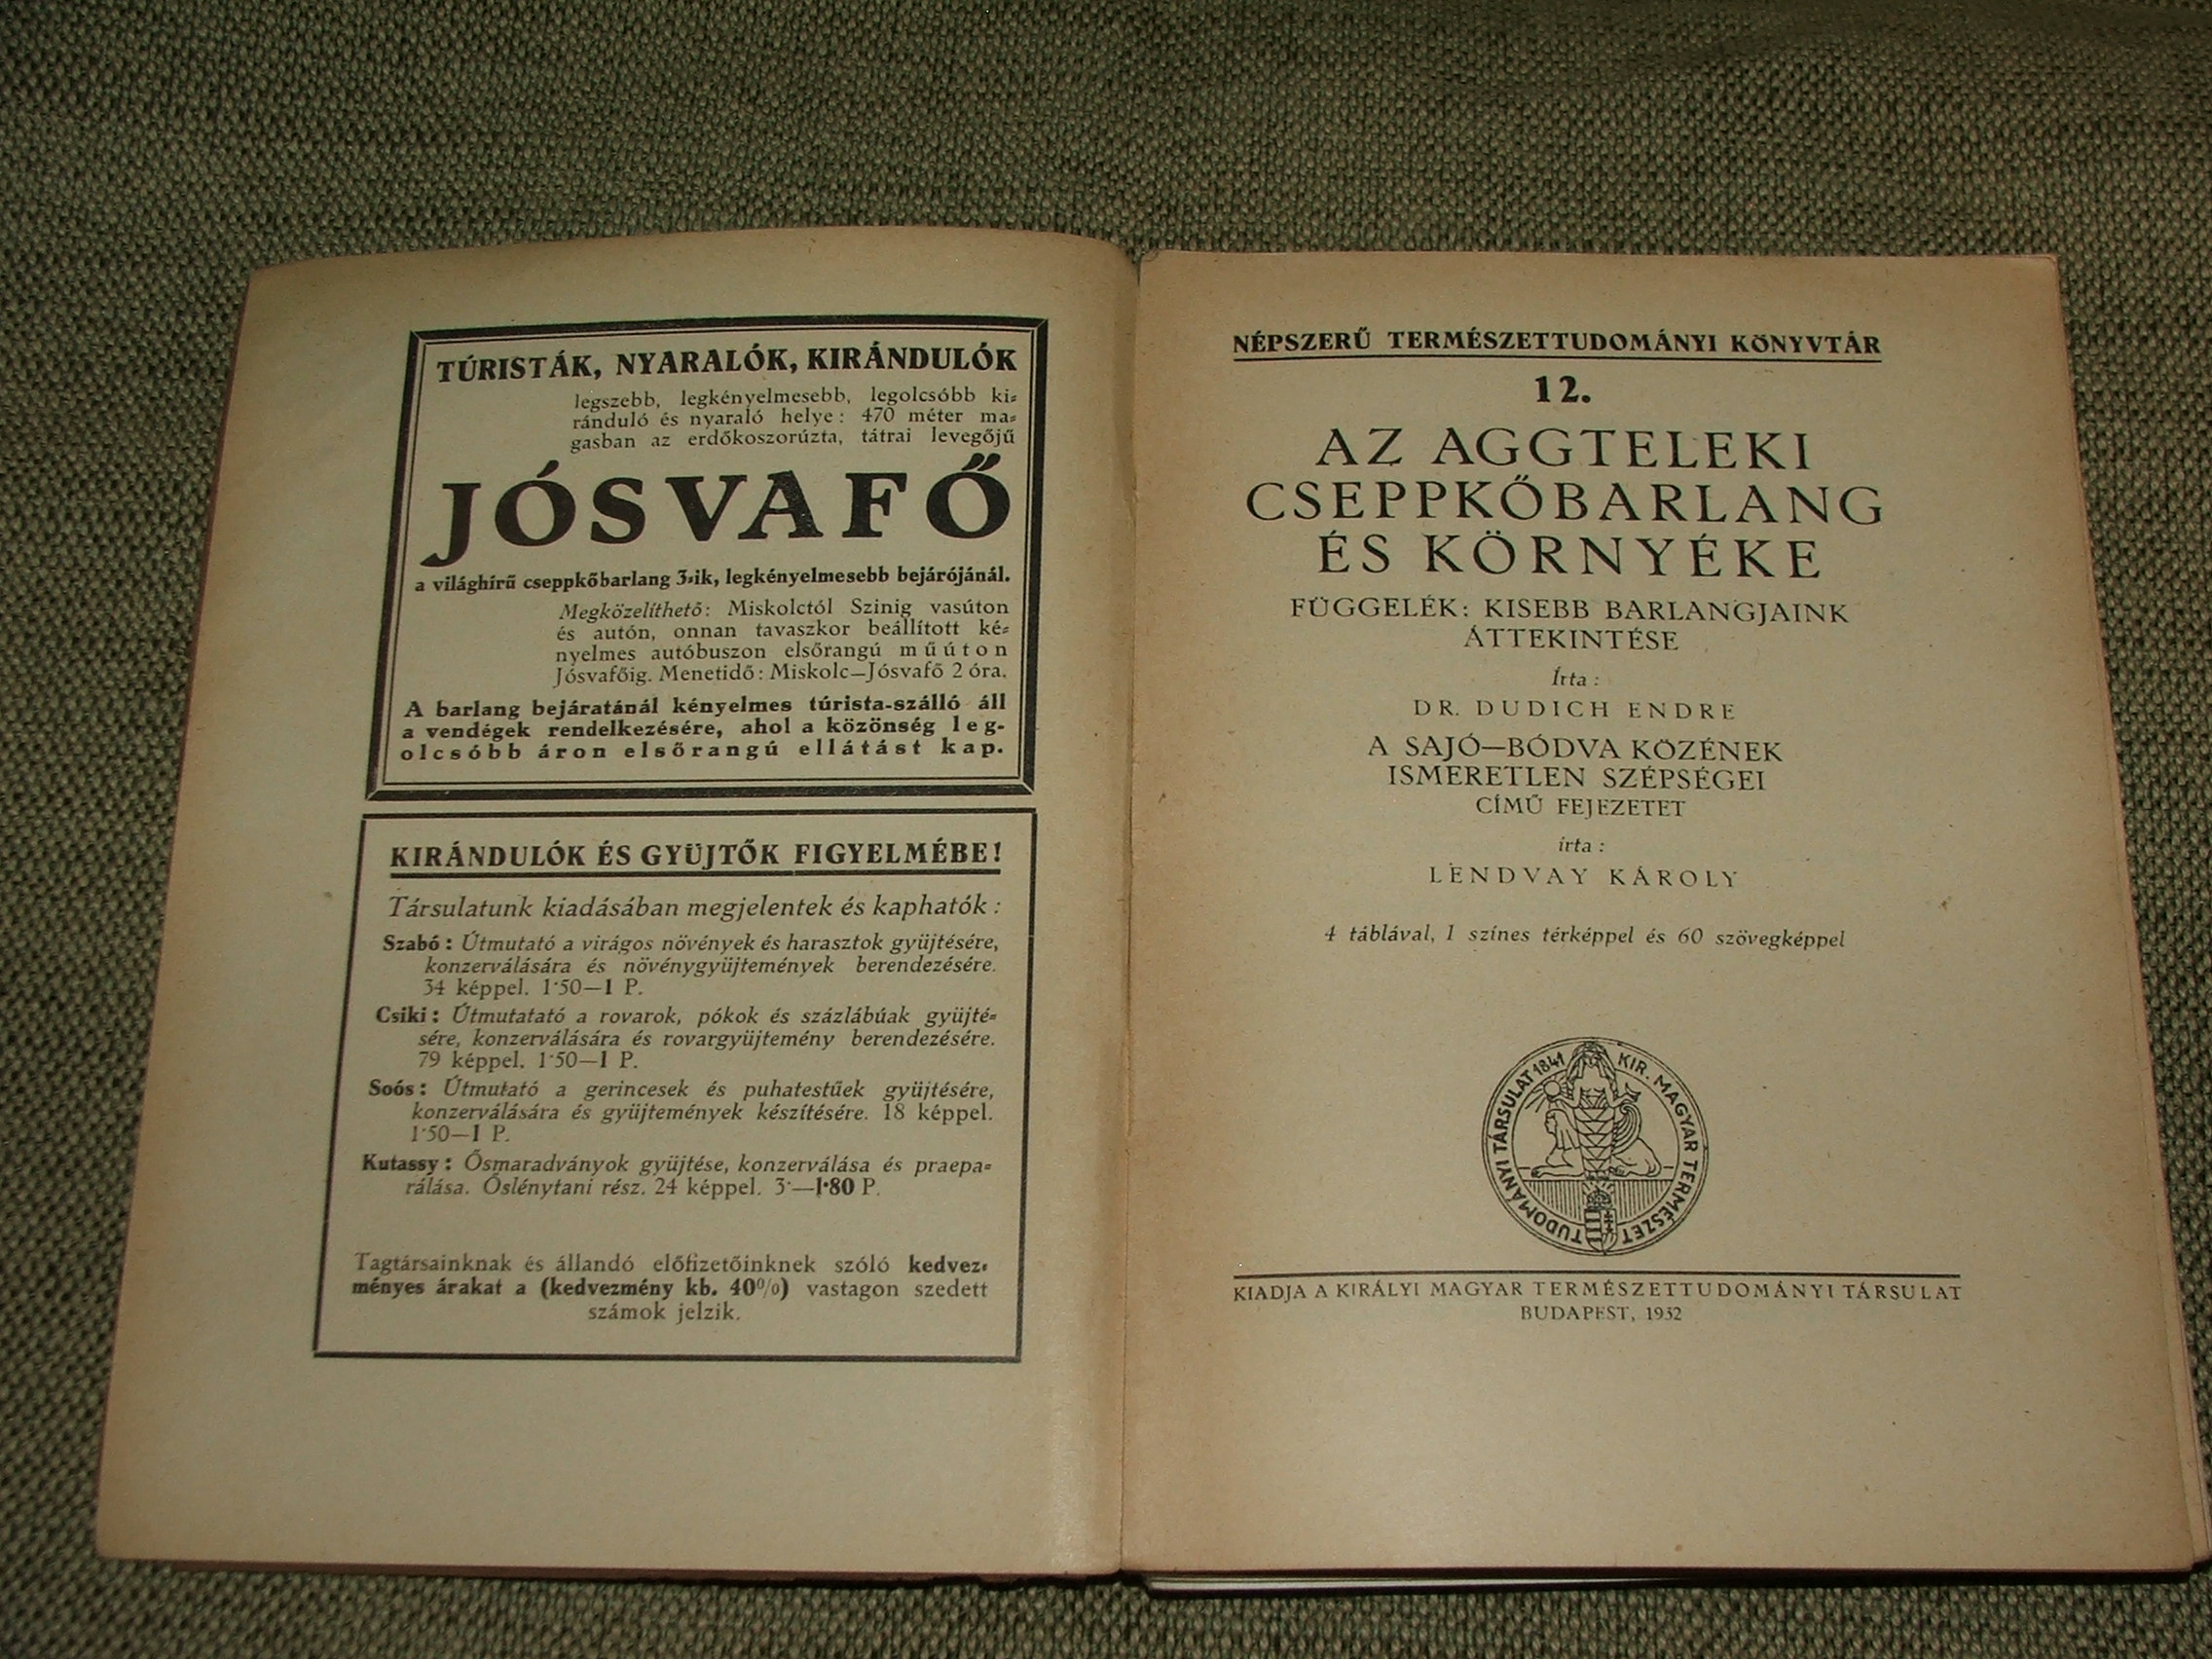 TÚRISTÁK, NYARALÓK, KIRÁNDULÓK
legszebb, legkényelmesebb, legolcsóbb ki-
ránduló és nyaraló helye: 470 méter ma-
gasban az erdőkoszorúzta, tátrai levegőjű
JÓSVAFŐ
a világhírű cseppkőbarlang 3-ik, legkényelmesebb bejárójánál.
Megközelíthető: Miskolctól Szinig vasúton
és autón, onnan tavaszkor beállított ké-
nyelmes autóbuszon elsőrangú műúton
Jósvafőig. Menetidő: Miskolc—Jósvafő 2 óra.
A barlang bejáratánál kényelmes túrista-szálló áll
a vendégek rendelkezésére, ahol a közönség leg-
olcsóbb áron elsőrangú ellátást kap.
KIRÁNDULÓK ÉS GYÜJTŐK FIGYELMÉBE!
Társulatunk kiadásában megjelentek és kaphatók:
Szabó: Útmutató a virágos növények és harasztok gyüjtésére,
konzerválására és növénygyüjtemények berendezésére.
34 képpel. 1·50—1 P.
Csiki: Útmutatató a rovarok, pókok és százlábúak gyüjté-
sére, konzerválására és rovargyüjtemény berendezésére.
79 képpel. 1·50—1 P.
Soós: Útmutató a gerincesek és puhatestűek gyüjtésére,
konzerválására és gyüjtemények készítésére. 18 képpel.
1·50—1 P.
Kutassy: Ősmaradványok gyüjtése, konzerválása és praepa-
rálása. Őslénytani rész. 24 képpel. 3·—1·80 P.
Tagtársainknak és állandó előfizetőinknek szóló kedvez-
ményes árakat a (kedvezmény kb. 40%) vastagon szedett
számok jelzik.
NÉPSZERŰ TERMÉSZETTUDOMÁNYI KÖNYVTÁR
12.
AZ AGGTELEKI
CSEPPKŐBARLANG
ÉS KÖRNYÉKE
FÜGGELÉK: KISEBB BARLANGJAINK
ÁTTEKINTÉSE
Írta:
DR. DUDICH ENDRE
A SAJÓ—BÓDVA KÖZÉNEK
ISMERETLEN SZÉPSÉGEI
CÍMŰ FEJEZETET
írta:
LENDVAY KÁROLY
4 táblával, 1 színes térképpel és 60 szövegképpel
KIR. MAGYAR TERMÉSZET TUDOMÁNYI TÁRSULAT 1841
KIADJA A KIRÁLYI MAGYAR TERMÉSZETTUDOMÁNYI TÁRSULAT
BUDAPEST, 1932